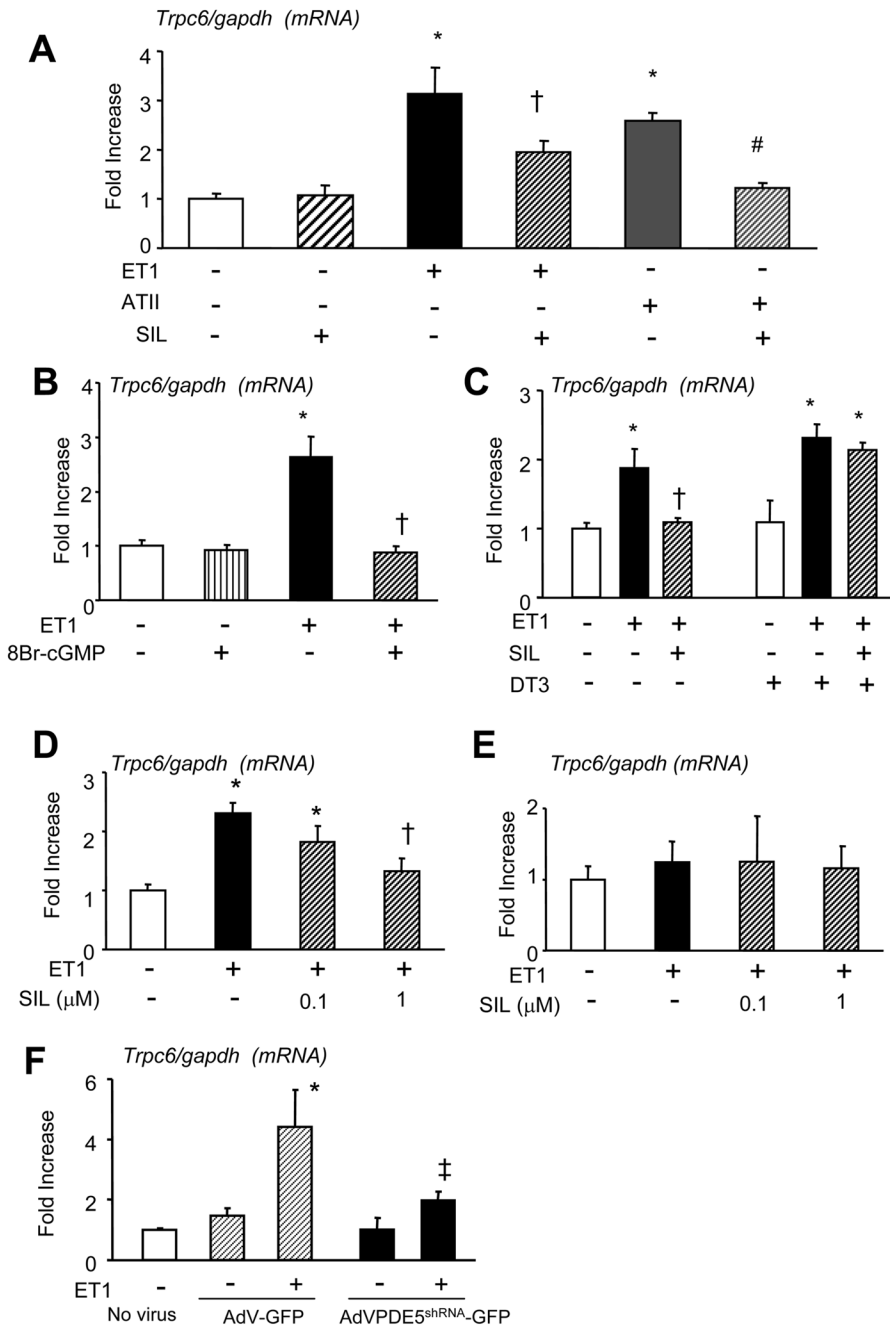 A
Trpc6/gapdh (mRNA)
Fold Increase
4
3
2
1
0
* † * #
ET1 - - + + - -
ATII - - - - + +
SIL - + - + - +
B
Trpc6/gapdh (mRNA)
Fold Increase
4
3
2
1
0
* †
ET1 - - + +
8Br-cGMP - + - +
C
Trpc6/gapdh (mRNA)
Fold Increase
3
2
1
0
* † * *
ET1 - + + - + +
SIL - - + - - +
DT3 - - - + + +
D
Trpc6/gapdh (mRNA)
Fold Increase
3
2
1
0
* * †
ET1 - + + +
SIL (μM) - - 0.1 1
E
Trpc6/gapdh (mRNA)
Fold Increase
2
1
0
ET1 - + + +
SIL (μM) - - 0.1 1
F
Trpc6/gapdh (mRNA)
Fold Increase
6
4
2
0
* ‡
ET1 - - + - +
No virus AdV-GFP AdVPDE5shRNA-GFP